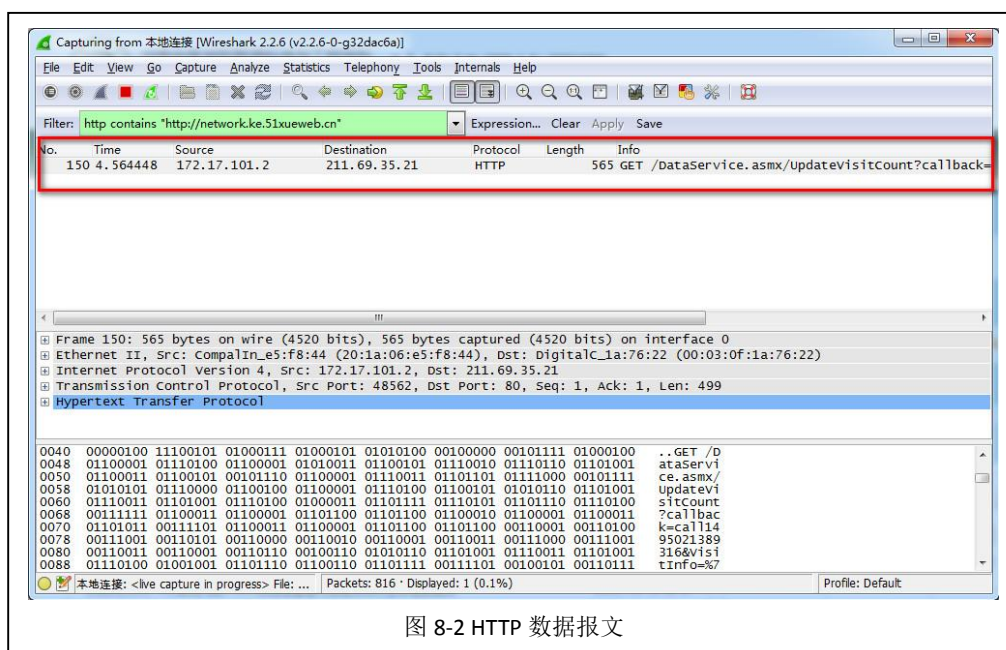 Capturing from 本地连接 [Wireshark 2.2.6 (v2.2.6-0-g32dac6a)]
File Edit View Go Capture Analyze Statistics Telephony Tools Internals Help
Filter: http contains "http://network.ke.51xueweb.cn" Expression... Clear Apply Save
No. Time Source Destination Protocol Length Info
150 4.564448 172.17.101.2 211.69.35.21 HTTP 565 GET /DataService.asmx/UpdateVisitCount?callback=
Frame 150: 565 bytes on wire (4520 bits), 565 bytes captured (4520 bits) on interface 0
Ethernet II, Src: CompalIn_e5:f8:44 (20:1a:06:e5:f8:44), Dst: DigitalC_1a:76:22 (00:03:0f:1a:76:22)
Internet Protocol Version 4, Src: 172.17.101.2, Dst: 211.69.35.21
Transmission Control Protocol, Src Port: 48562, Dst Port: 80, Seq: 1, Ack: 1, Len: 499
Hypertext Transfer Protocol
0040 00000100 11100101 01000111 01000101 01010100 00100000 00101111 01000100 ..GET /D
0048 01100001 01110100 01100001 01010011 01100101 01110010 01110110 01101001 ataServi
0050 01100011 01100101 00101110 01100001 01110011 01101101 01111000 00101111 ce.asmx/
0058 01010101 01110000 01100100 01100001 01110100 01100101 01010110 01101001 UpdateVi
0060 01110011 01101001 01110100 01000011 01101111 01110101 01101110 01110100 sitCount
0068 00111111 01100011 01100001 01101100 01101100 01100010 01100001 01100011 ?callbac
0070 01101011 00111101 01100011 01100001 01101100 01101100 00110001 00110100 k=call14
0078 00111001 00110101 00110000 00110010 00110001 00110011 00111000 00111001 95021389
0080 00110011 00110001 00110110 00100110 01010110 01101001 01110011 01101001 316&Visi
0088 01110100 01001001 01101110 01100110 01101111 00111101 00100101 00110111 tInfo=%7
本地连接: <live capture in progress> File: ... Packets: 816 · Displayed: 1 (0.1%) Profile: Default
图 8-2 HTTP 数据报文